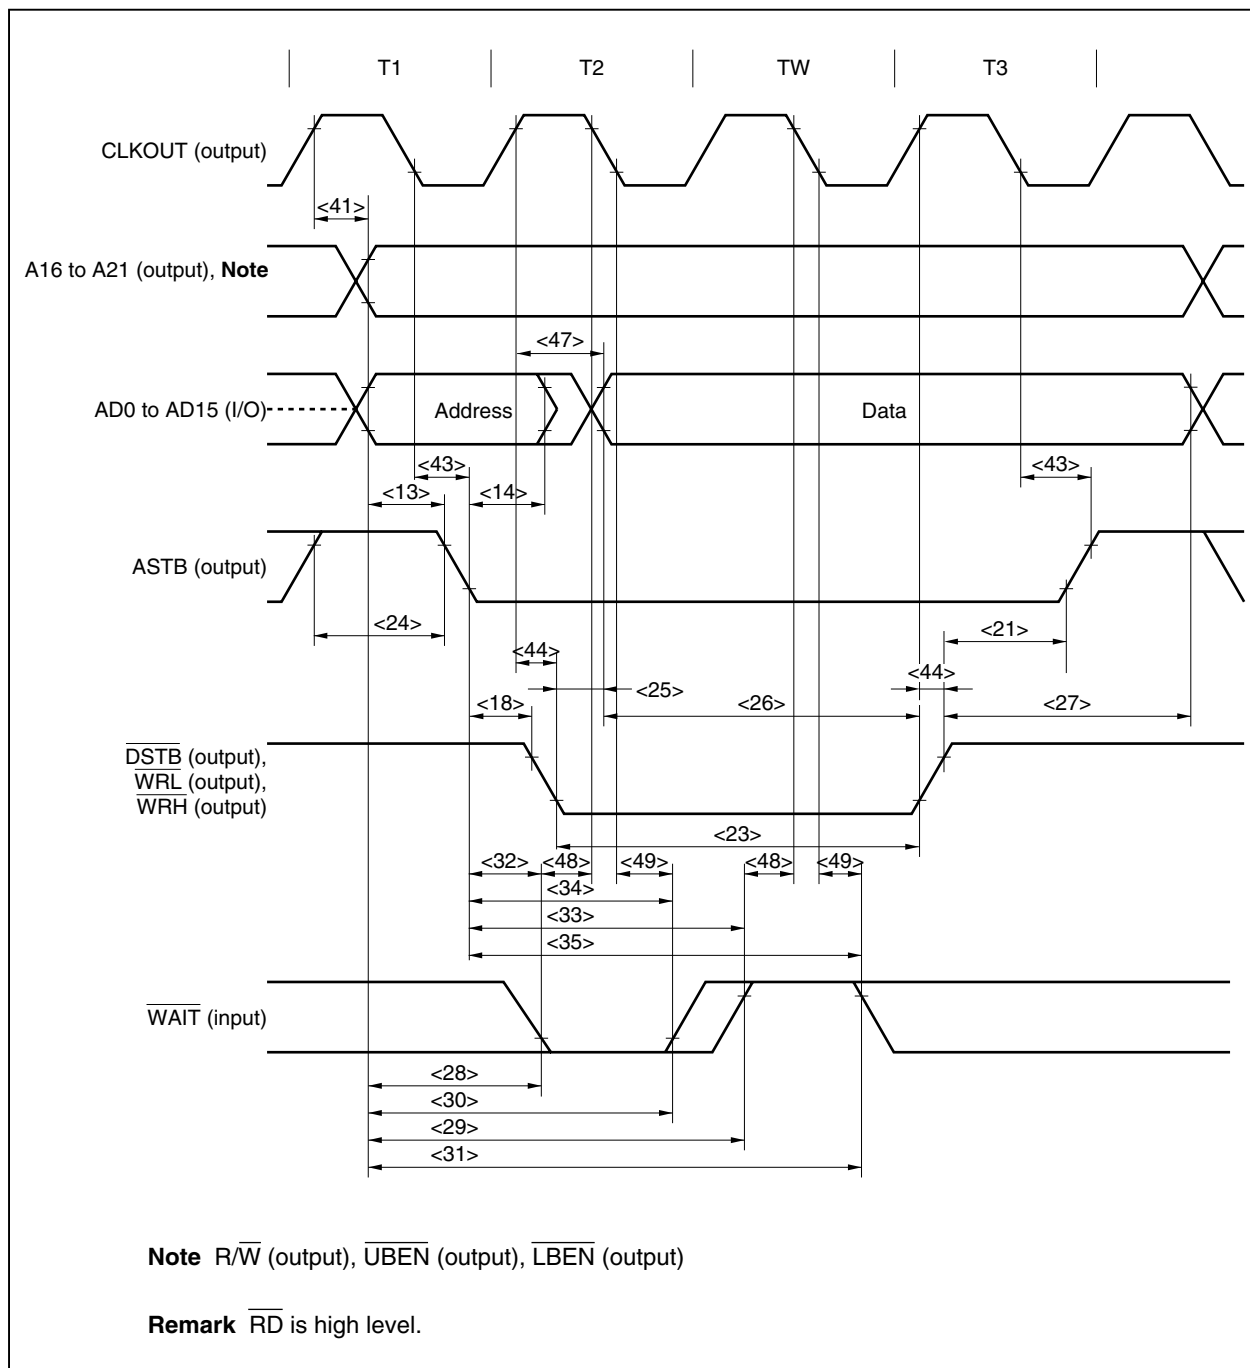 T1 T2 TW T3
CLKOUT (output)
<41>
A16 to A21 (output), Note
<47>
AD0 to AD15 (I/O) Address Data
<43> <43>
<13> <14>
ASTB (output)
<24> <21>
<44> <44>
<25>
<18> <26> <27>
DSTB (output),
WRL (output),
WRH (output)
<23>
<32> <48> <49> <48> <49>
<34>
<33>
<35>
WAIT (input)
<28>
<30>
<29>
<31>
Note R/W (output), UBEN (output), LBEN (output)
Remark RD is high level.